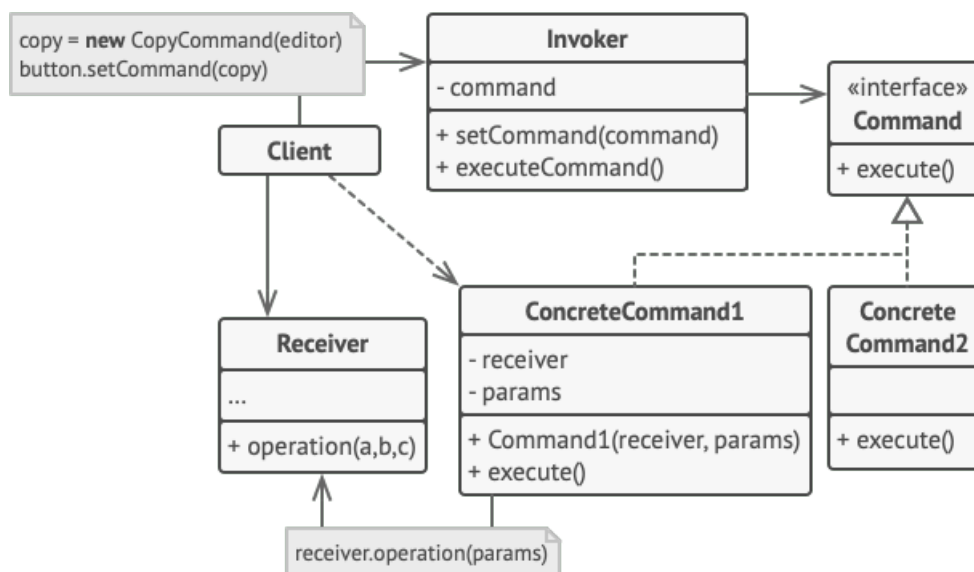 copy = new CopyCommand(editor)
button.setCommand(copy)
Invoker
- command
+ setCommand(command)
+ executeCommand()
«interface»
Command
+ execute()
Client
Receiver
...
+ operation(a,b,c)
ConcreteCommand1
- receiver
- params
+ Command1(receiver, params)
+ execute()
Concrete
Command2
+ execute()
receiver.operation(params)